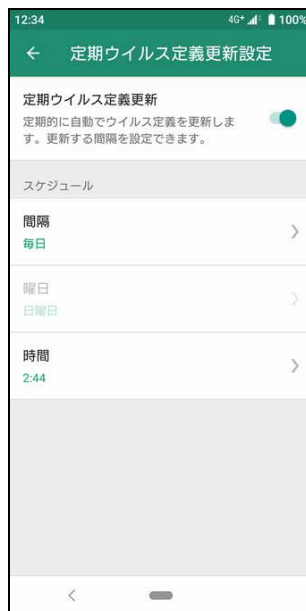 12:34 4G+ 100%
← 定期ウイルス定義更新設定
定期ウイルス定義更新
定期的に自動でウイルス定義を更新しま
す。更新する間隔を設定できます。
スケジュール
間隔
毎日
曜日
日曜日
時間
2:44